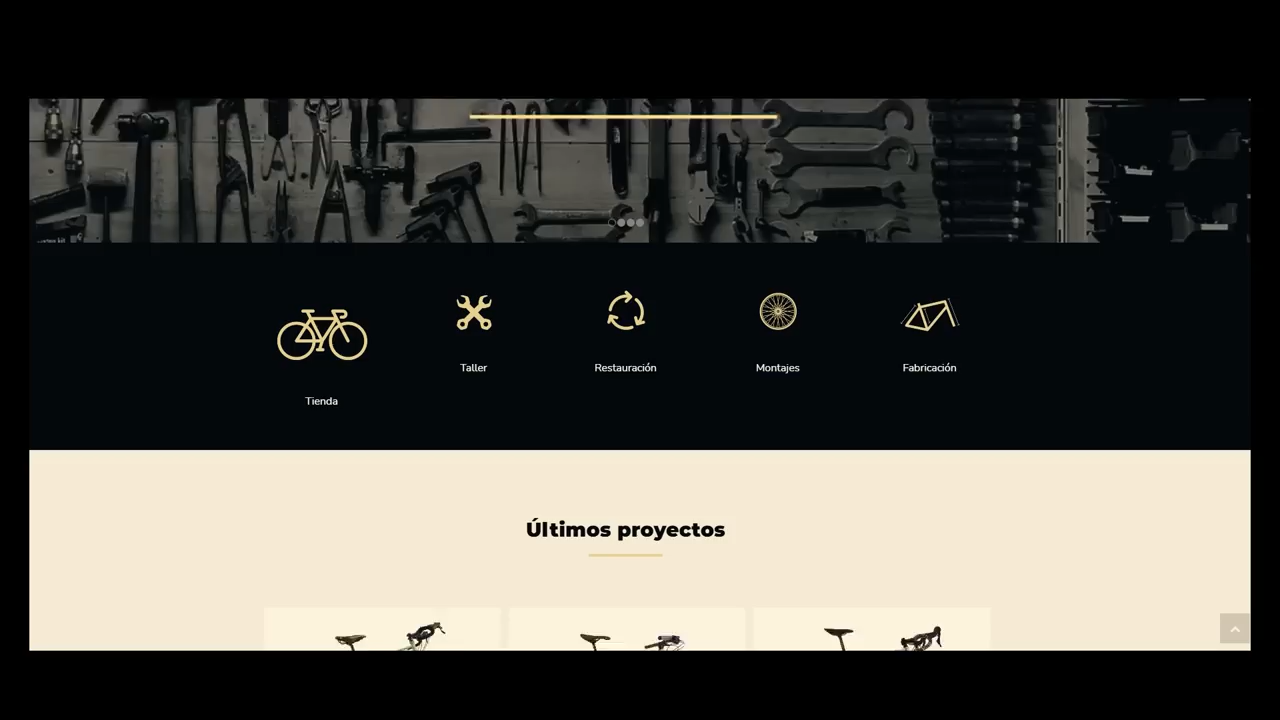 Taller
Restauración
Montajes
Fabricación
Tienda
Últimos proyectos